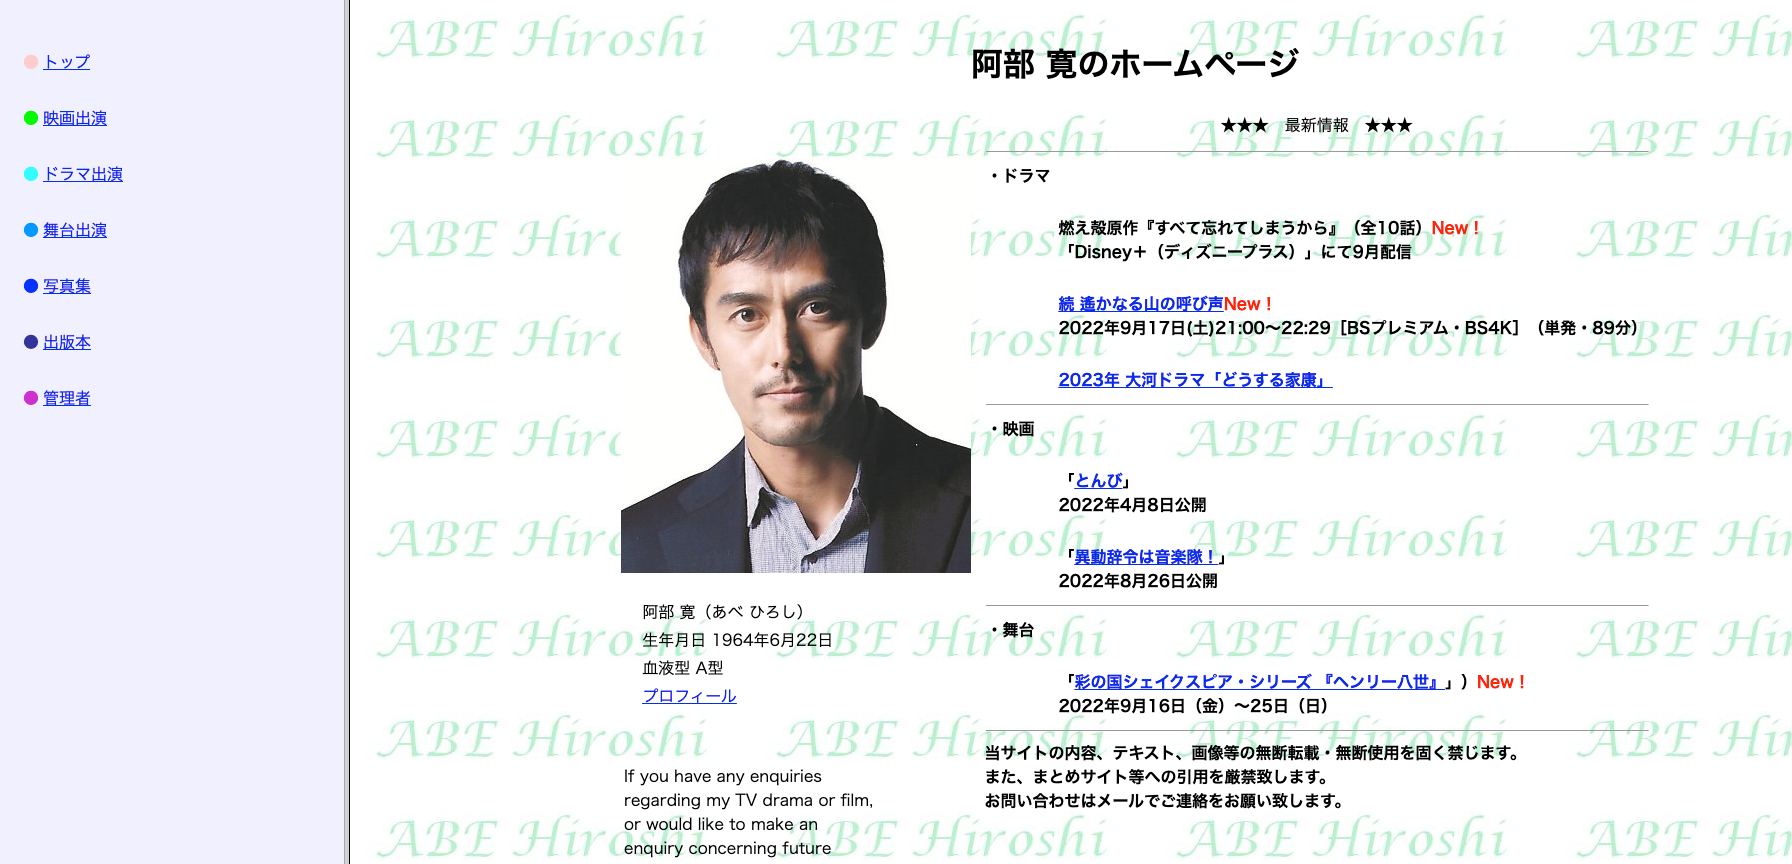 トップ
映画出演
ドラマ出演
舞台出演
写真集
出版本
管理者
阿部 寛のホームページ
★★★　最新情報　★★★
・ドラマ
燃え殻原作『すべて忘れてしまうから』（全10話）New！
「Disney＋（ディズニープラス）」にて9月配信
続 遙かなる山の呼び声New！
2022年9月17日(土)21:00〜22:29［BSプレミアム・BS4K］（単発・89分）
2023年 大河ドラマ「どうする家康」
・映画
「とんび」
2022年4月8日公開
「異動辞令は音楽隊！」
2022年8月26日公開
・舞台
「彩の国シェイクスピア・シリーズ 『ヘンリー八世』」）New！
2022年9月16日（金）〜25日（日）
当サイトの内容、テキスト、画像等の無断転載・無断使用を固く禁じます。
また、まとめサイト等への引用を厳禁致します。
お問い合わせはメールでご連絡をお願い致します。
阿部 寛（あべ ひろし）
生年月日 1964年6月22日
血液型 A型
プロフィール
If you have any enquiries
regarding my TV drama or film,
or would like to make an
enquiry concerning future
ABE Hiroshi